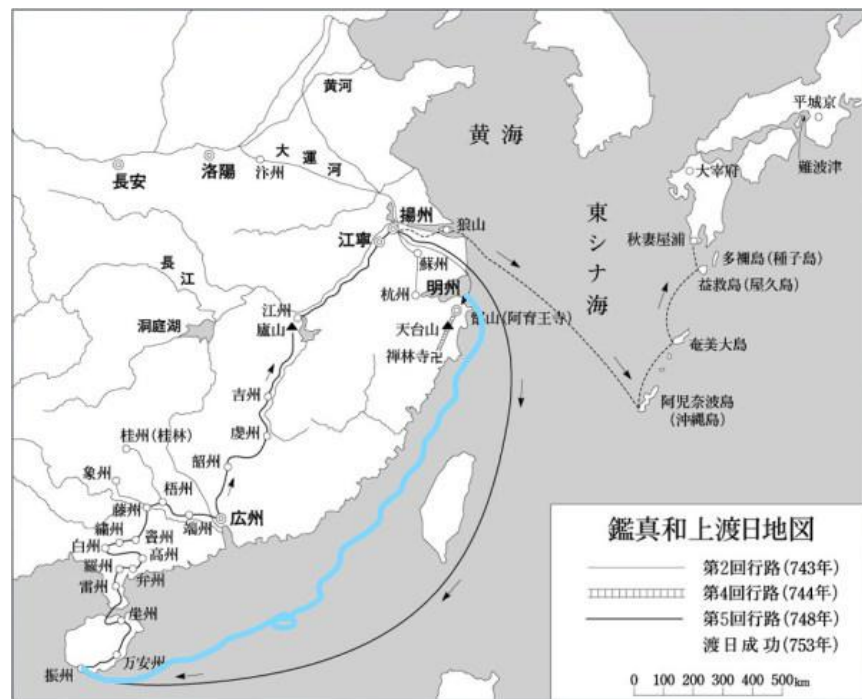 黄河
黄海
平城京
難波津
大宰府
長安
洛陽
汴州
大運河
揚州
狼山
江寧
蘇州
東シナ海
秋妻屋浦
多禰島(種子島)
益救島(屋久島)
長江
洞庭湖
江州
廬山
杭州
明州
山(阿育王寺)
天台山
禅林寺卍
奄美大島
阿児奈波島
(沖縄島)
吉州
虔州
韶州
桂州(桂林)
象州
梧州
藤州
端州
広州
繡州
白州
高州
弁州
雷州
崖州
万安州
振州
鑑真和上渡日地図
第2回行路(743年)
第4回行路(744年)
第5回行路(748年)
渡日成功(753年)
0 100 200 300 400 500km